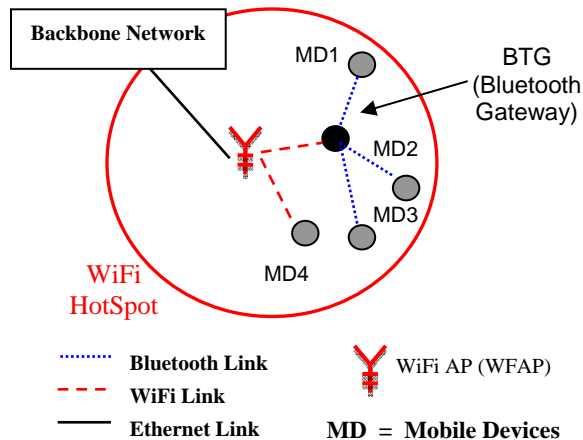 Backbone Network
MD1
BTG
(Bluetooth
Gateway)
MD2
MD3
MD4
WiFi
HotSpot
Bluetooth Link
WiFi AP (WFAP)
WiFi Link
Ethernet Link
MD = Mobile Devices